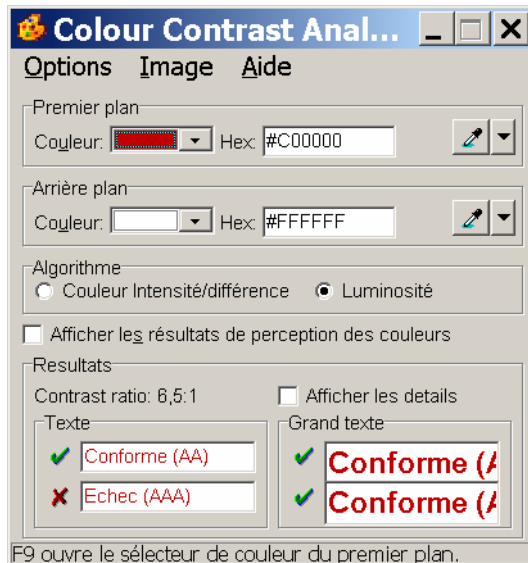 Colour Contrast Anal...
Options Image Aide
Premier plan
Couleur: Hex: #C00000
Arrière plan
Couleur: Hex: #FFFFFF
Algorithme
Couleur Intensité/différence Luminosité
Afficher les résultats de perception des couleurs
Resultats
Contrast ratio: 6,5:1 Afficher les details
Texte Grand texte
Conforme (AA) Conforme (A
Echec (AAA) Conforme (A
F9 ouvre le sélecteur de couleur du premier plan.